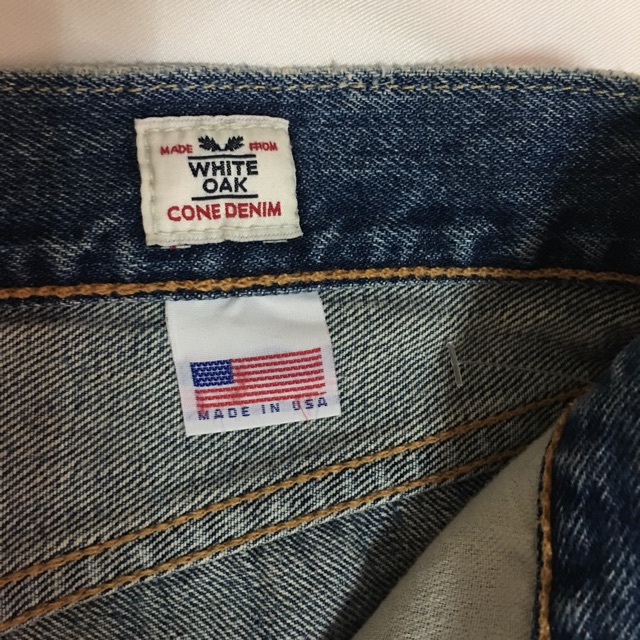 MADE FROM
WHITE
OAK
CONE DENIM
MADE IN USA